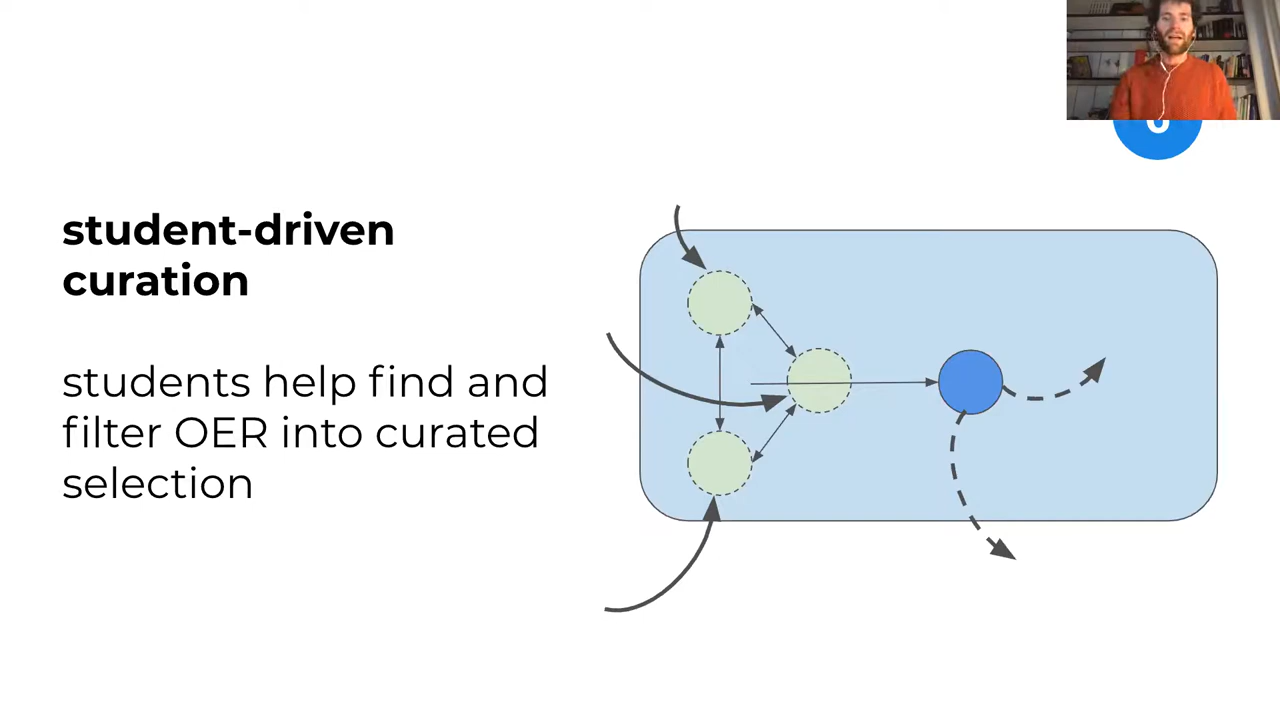 student-driven
curation
students help find and
filter OER into curated
selection